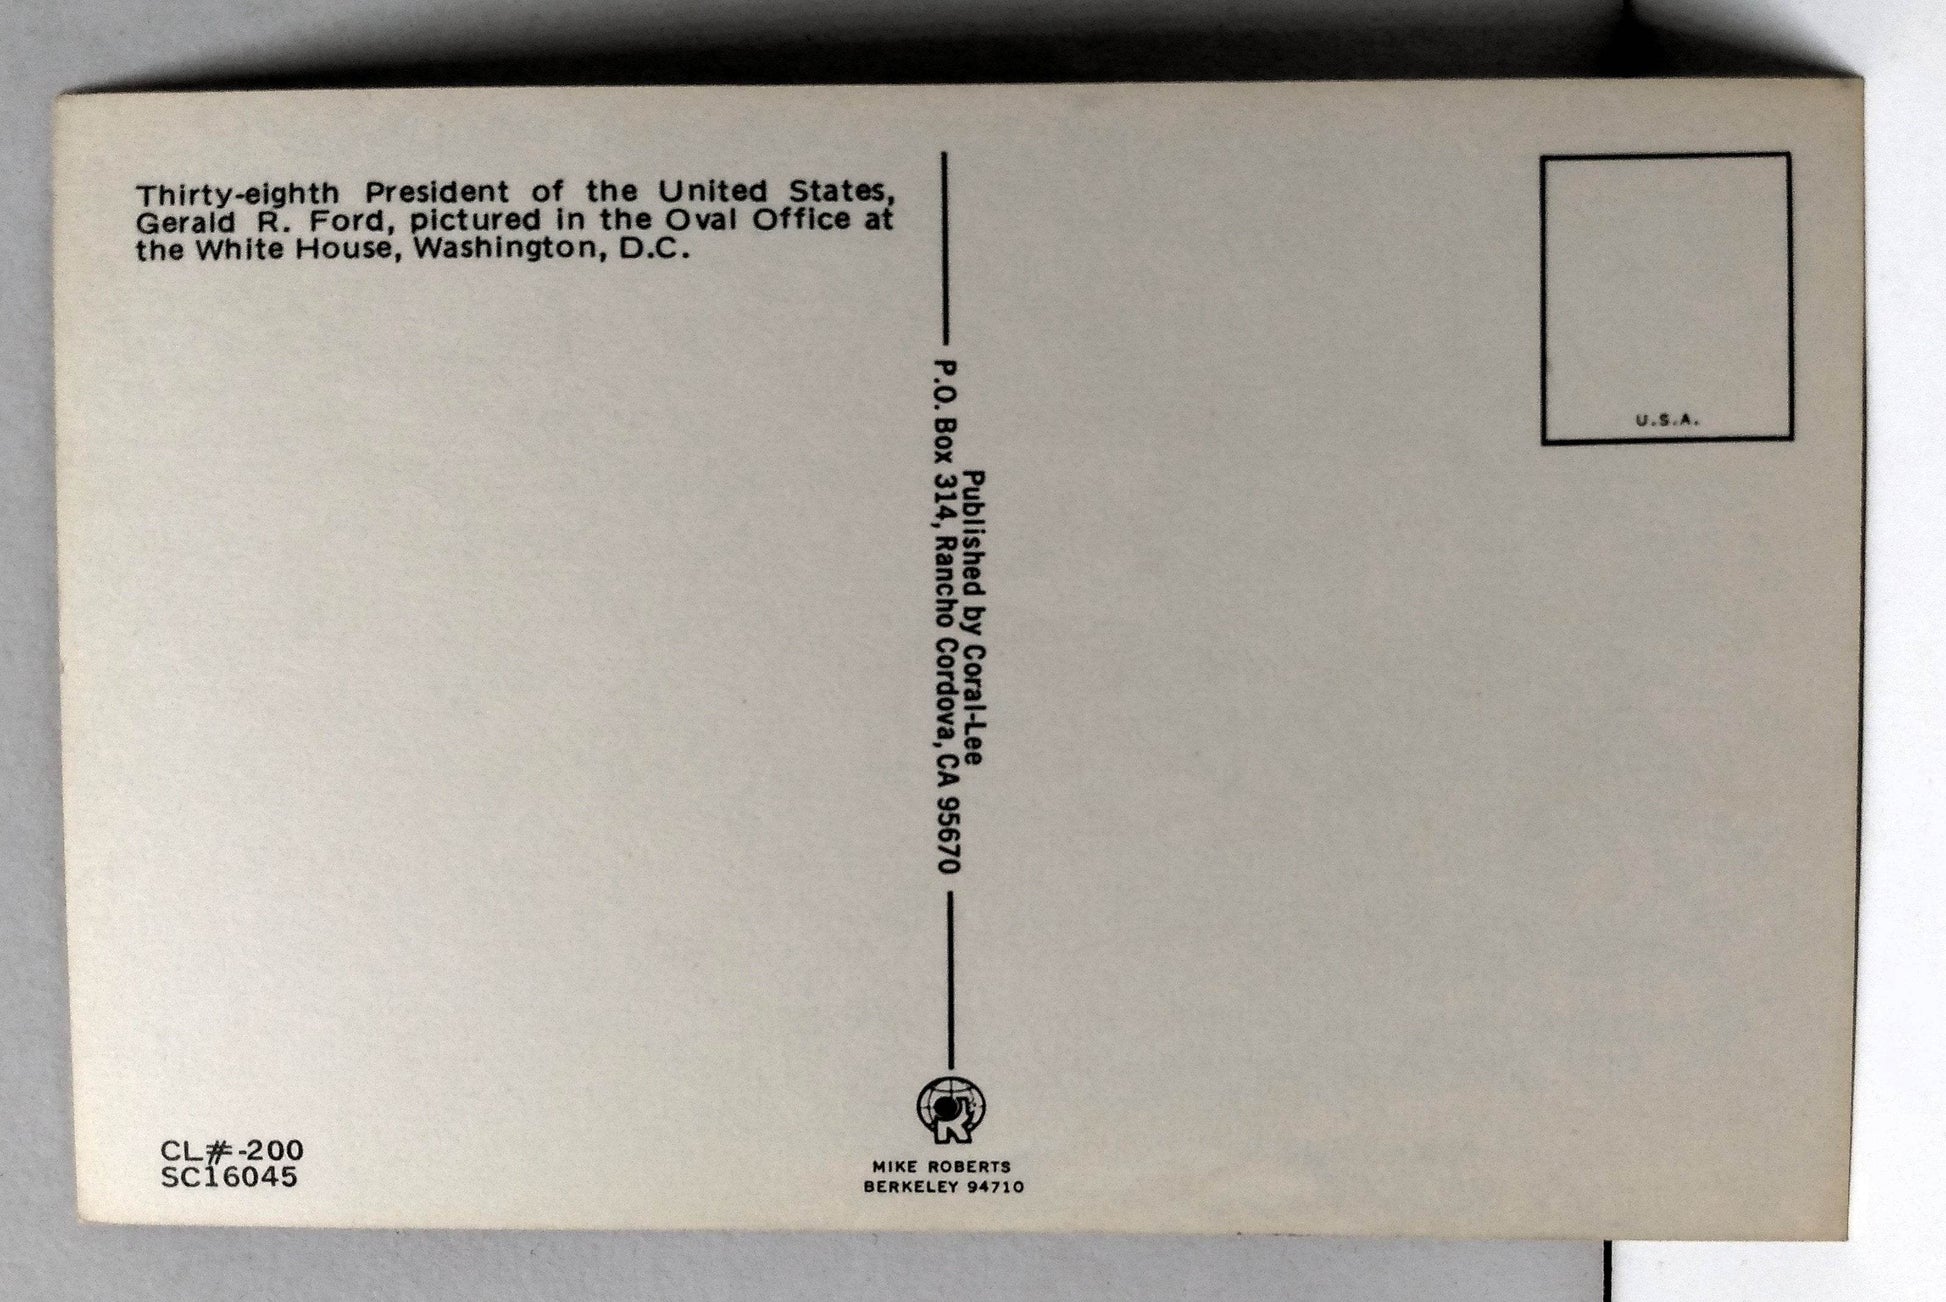 Thirty-eighth President of the United States,
Gerald R. Ford, pictured in the Oval Office at
the White House, Washington, D.C.
U.S.A.
Published by Coral-Lee
P.O. Box 314, Rancho Cordova, CA 95670
CL#-200
SC16045
R
MIKE ROBERTS
BERKELEY 94710